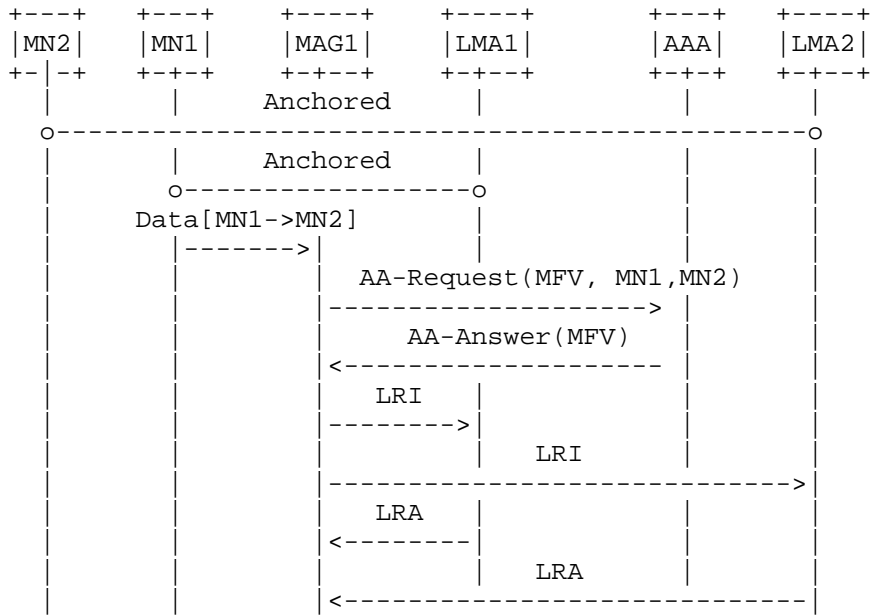 MN2 MN1 MAG1 LMA1 AAA LMA2
Anchored
Anchored
Data[MN1->MN2]
AA-Request(MFV, MN1,MN2)
AA-Answer(MFV)
LRI
LRI
LRA
LRA